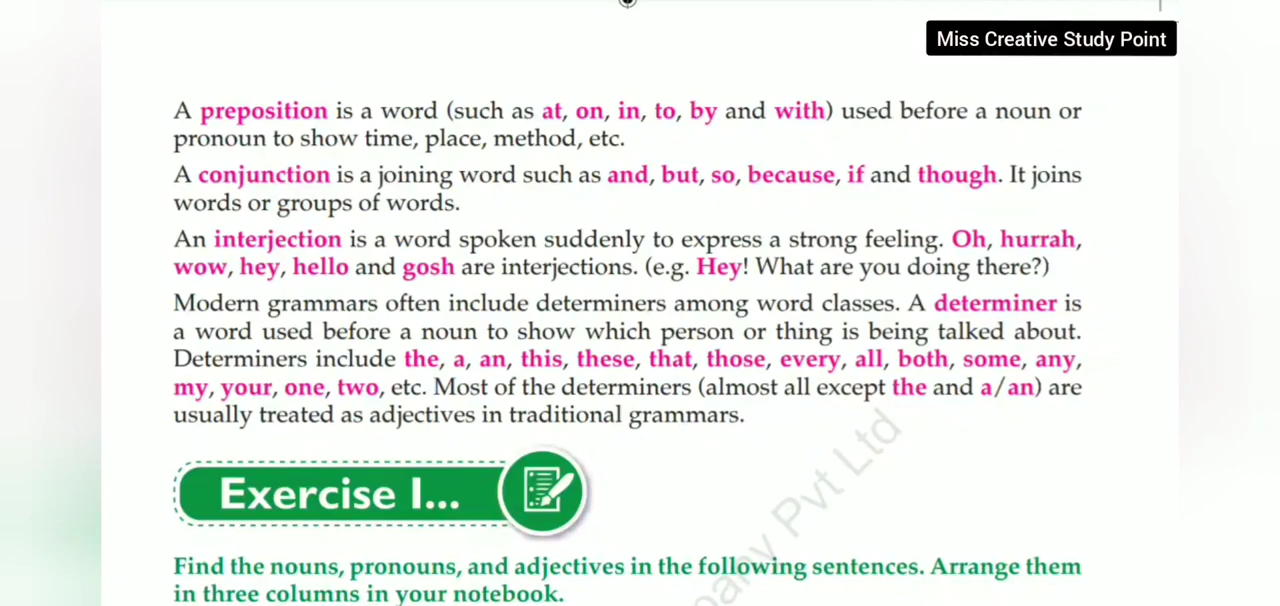 Miss Creative Study Point
A preposition is a word (such as at, on, in, to, by and with) used before a noun or
pronoun to show time, place, method, etc.
A conjunction is a joining word such as and, but, so, because, if and though. It joins
words or groups of words.
An interjection is a word spoken suddenly to express a strong feeling. Oh, hurrah,
wow, hey, hello and gosh are interjections. (e.g. Hey! What are you doing there?)
Modern grammars often include determiners among word classes. A determiner is
a word used before a noun to show which person or thing is being talked about.
Determiners include the, a, an, this, these, that, those, every, all, both, some, any,
my, your, one, two, etc. Most of the determiners (almost all except the and a/an) are
usually treated as adjectives in traditional grammars.
Exercise 1...
Find the nouns, pronouns, and adjectives in the following sentences. Arrange them
in three columns in your notebook.
Pvt Ltd